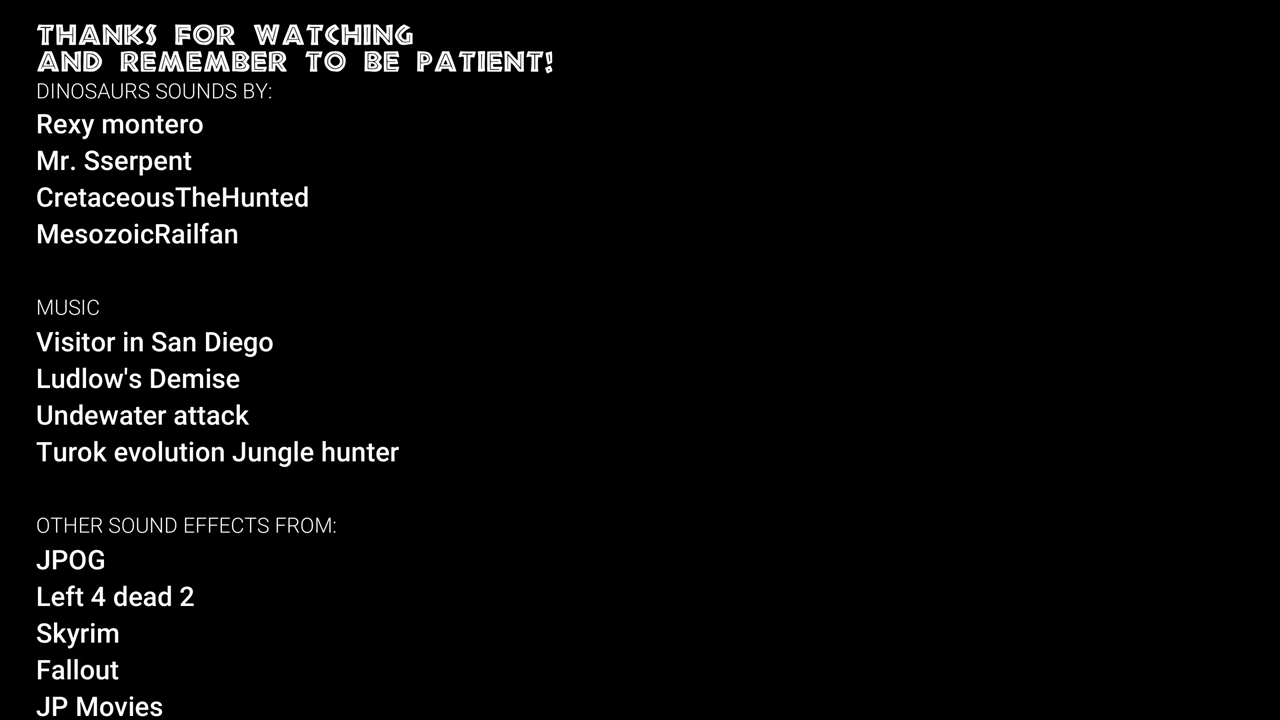 THANKS FOR WATCHING
AND REMEMBER TO BE PATIENT!
DINOSAURS SOUNDS BY:
Rexy montero
Mr. Sserpent
CretaceousTheHunted
MesozoicRailfan
MUSIC
Visitor in San Diego
Ludlow's Demise
Undewater attack
Turok evolution Jungle hunter
OTHER SOUND EFFECTS FROM:
JPOG
Left 4 dead 2
Skyrim
Fallout
JP Movies